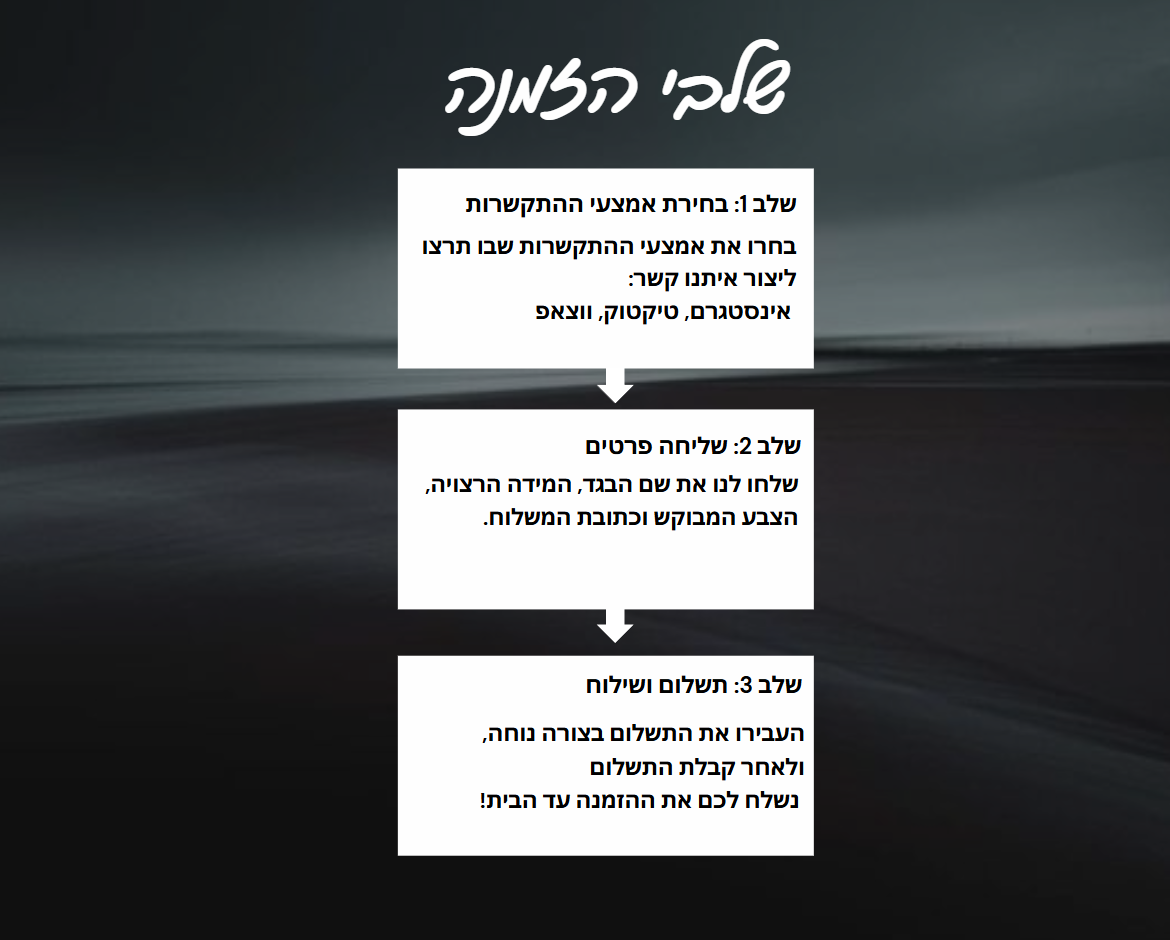 שלבי הזמנה
שלב 1: בחירת אמצעי ההתקשרות
בחרו את אמצעי ההתקשרות שבו תרצו
ליצור איתנו קשר:
אינסטגרם, טיקטוק, ווצאפ
שלב 2: שליחה פרטים
שלחו לנו את שם הבגד, המידה הרצויה,
הצבע המבוקש וכתובת המשלוח.
שלב 3: תשלום ושילוח
העבירו את התשלום בצורה נוחה,
ולאחר קבלת התשלום
נשלח לכם את ההזמנה עד הבית!